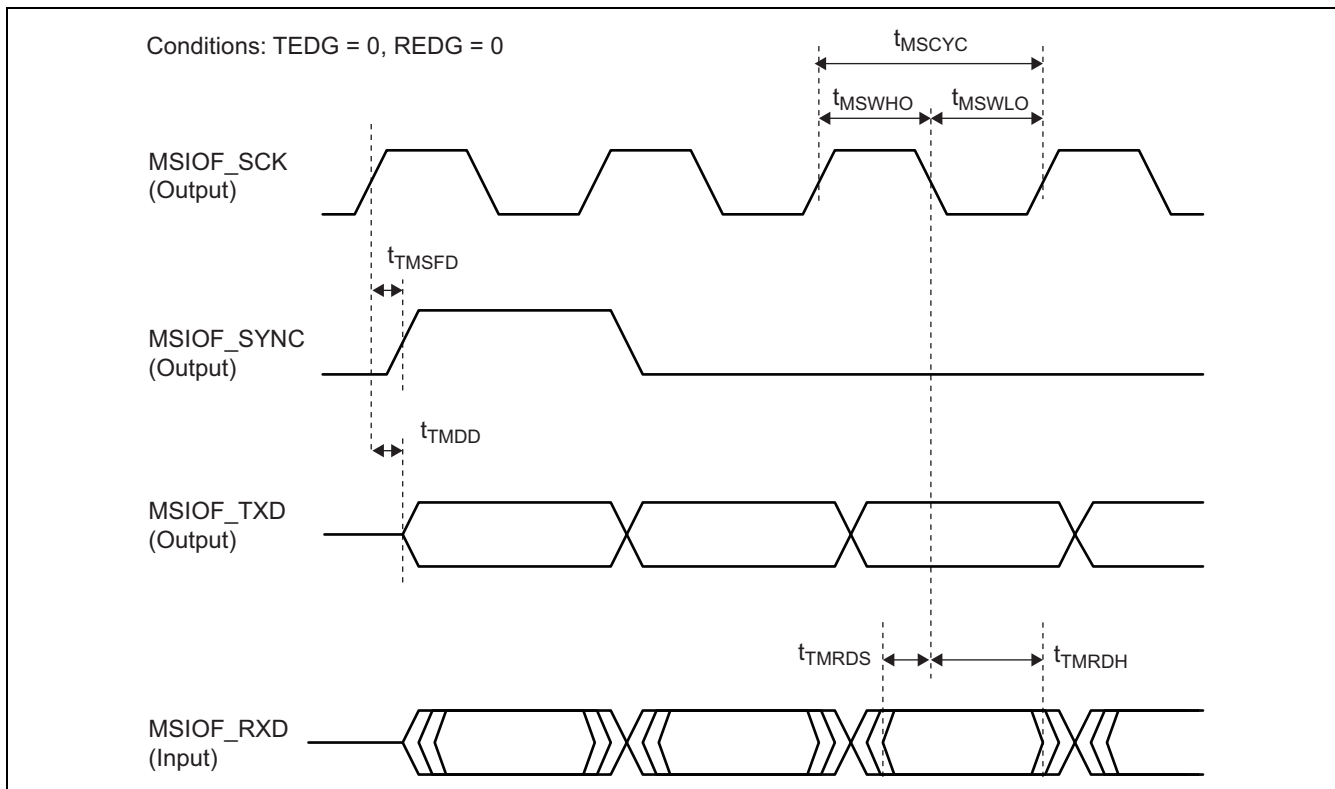 Conditions: TEDG = 0, REDG = 0
tMSCYC
tMSWHO
tMSWLO
MSIOF_SCK
(Output)
tTMSFD
MSIOF_SYNC
(Output)
tTMDD
MSIOF_TXD
(Output)
tTMRDS
tTMRDH
MSIOF_RXD
(Input)